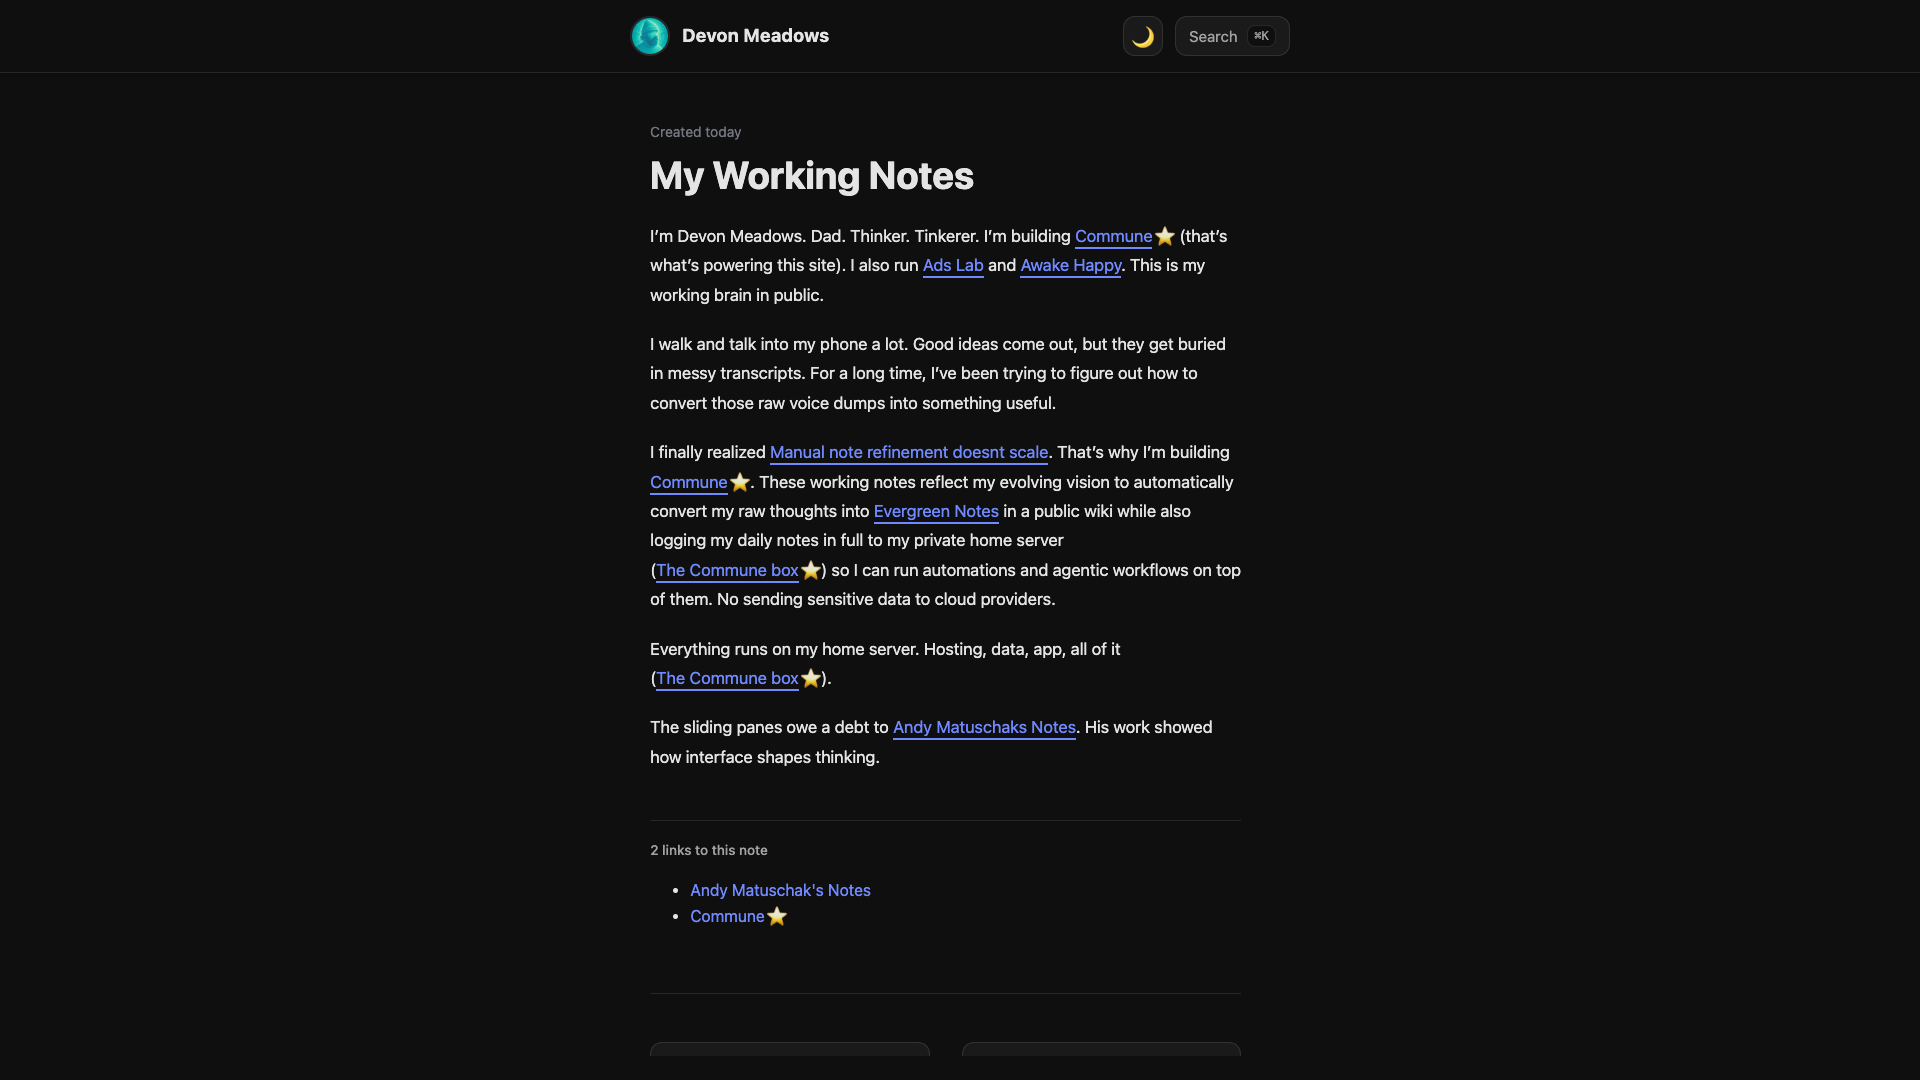 Devon Meadows
Search ⌘K
Created today
My Working Notes
I’m Devon Meadows. Dad. Thinker. Tinkerer. I’m building Commune⭐ (that’s
what’s powering this site). I also run Ads Lab and Awake Happy. This is my
working brain in public.
I walk and talk into my phone a lot. Good ideas come out, but they get buried
in messy transcripts. For a long time, I’ve been trying to figure out how to
convert those raw voice dumps into something useful.
I finally realized Manual note refinement doesnt scale. That’s why I’m building
Commune⭐. These working notes reflect my evolving vision to automatically
convert my raw thoughts into Evergreen Notes in a public wiki while also
logging my daily notes in full to my private home server
(The Commune box⭐) so I can run automations and agentic workflows on top
of them. No sending sensitive data to cloud providers.
Everything runs on my home server. Hosting, data, app, all of it
(The Commune box⭐).
The sliding panes owe a debt to Andy Matuschaks Notes. His work showed
how interface shapes thinking.
2 links to this note
• Andy Matuschak's Notes
• Commune⭐